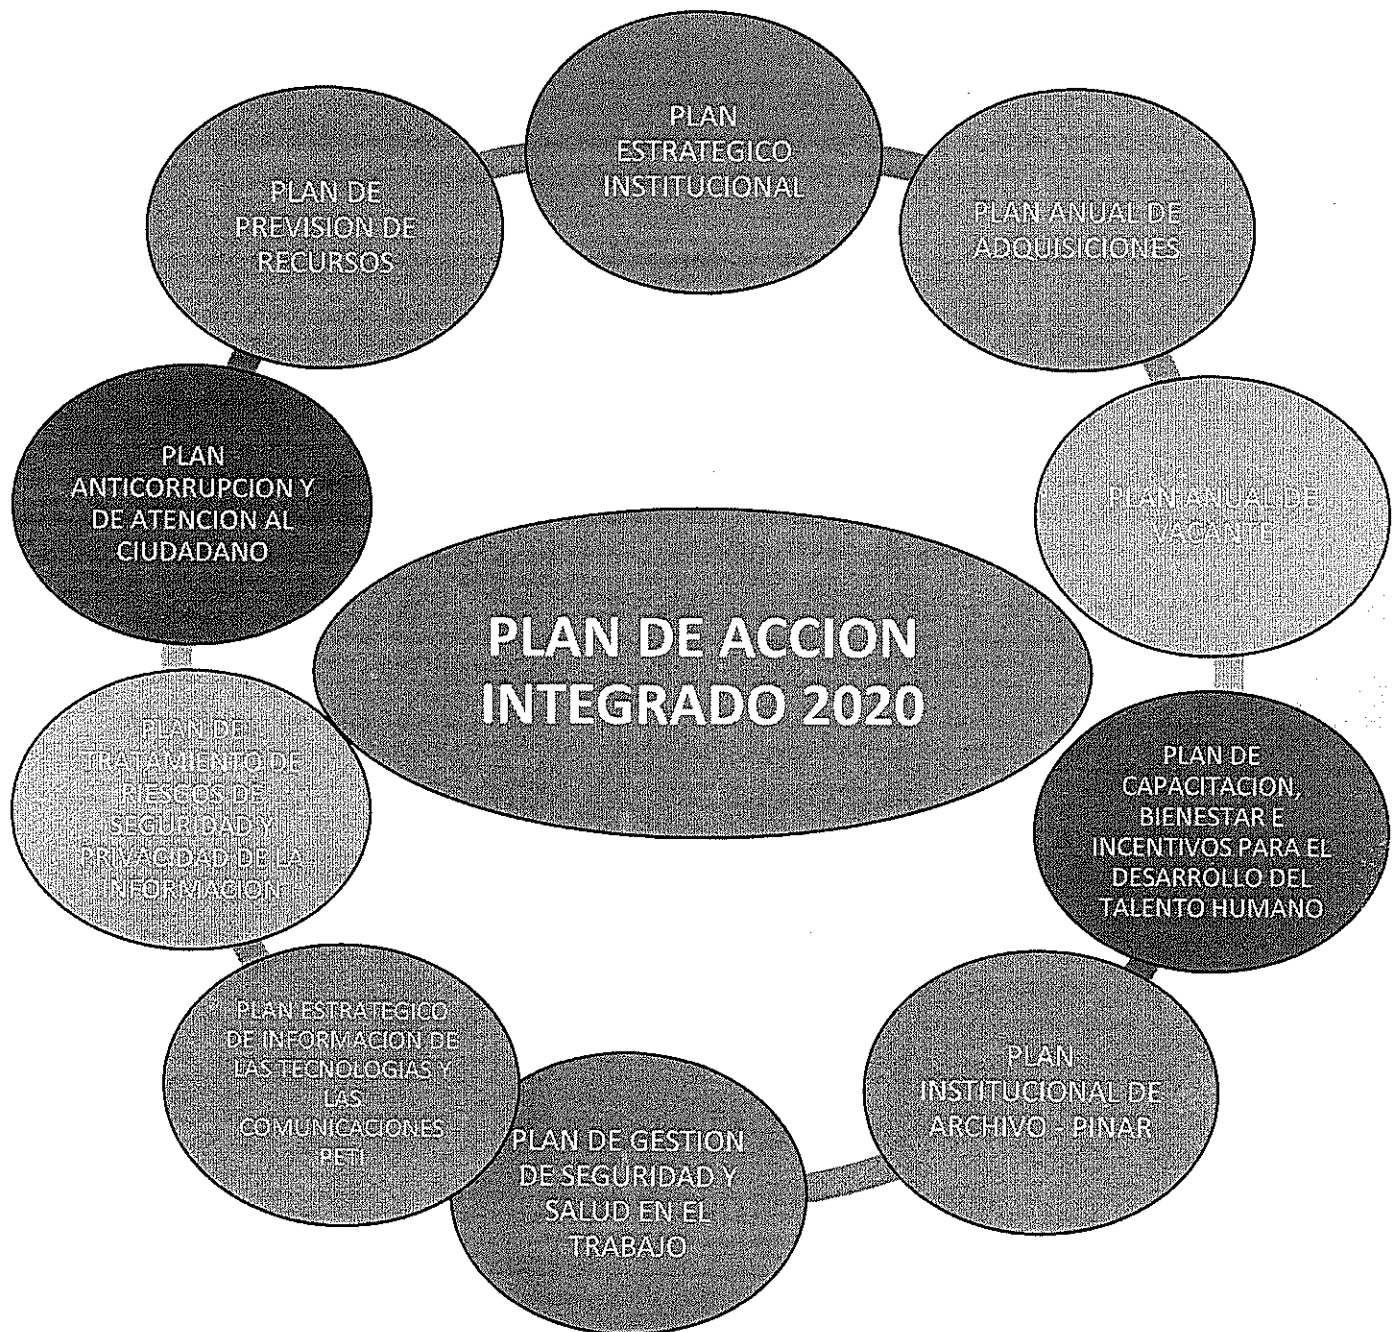 PLAN
ESTRATEGICO
INSTITUCIONAL
PLAN ANUAL DE
ADQUISICIONES
PLAN ANUAL DE
VACANTE
PLAN DE
CAPACITACION,
BIENESTAR E
INCENTIVOS PARA EL
DESARROLLO DEL
TALENTO HUMANO
PLAN
INSTITUCIONAL DE
ARCHIVO - PINAR
PLAN DE GESTION
DE SEGURIDAD Y
SALUD EN EL
TRABAJO
PLAN ESTRATEGICO
DE INFORMACION DE
LAS TECNOLOGIAS Y
LAS
COMUNICACIONES
PETI
PLAN DE
TRATAMIENTO DE
RIESGOS DE
SEGURIDAD Y
PRIVACIDAD DE LA
INFORMACION
PLAN
ANTICORRUPCION Y
DE ATENCION AL
CIUDADANO
PLAN DE
PREVISION DE
RECURSOS
PLAN DE ACCION
INTEGRADO 2020